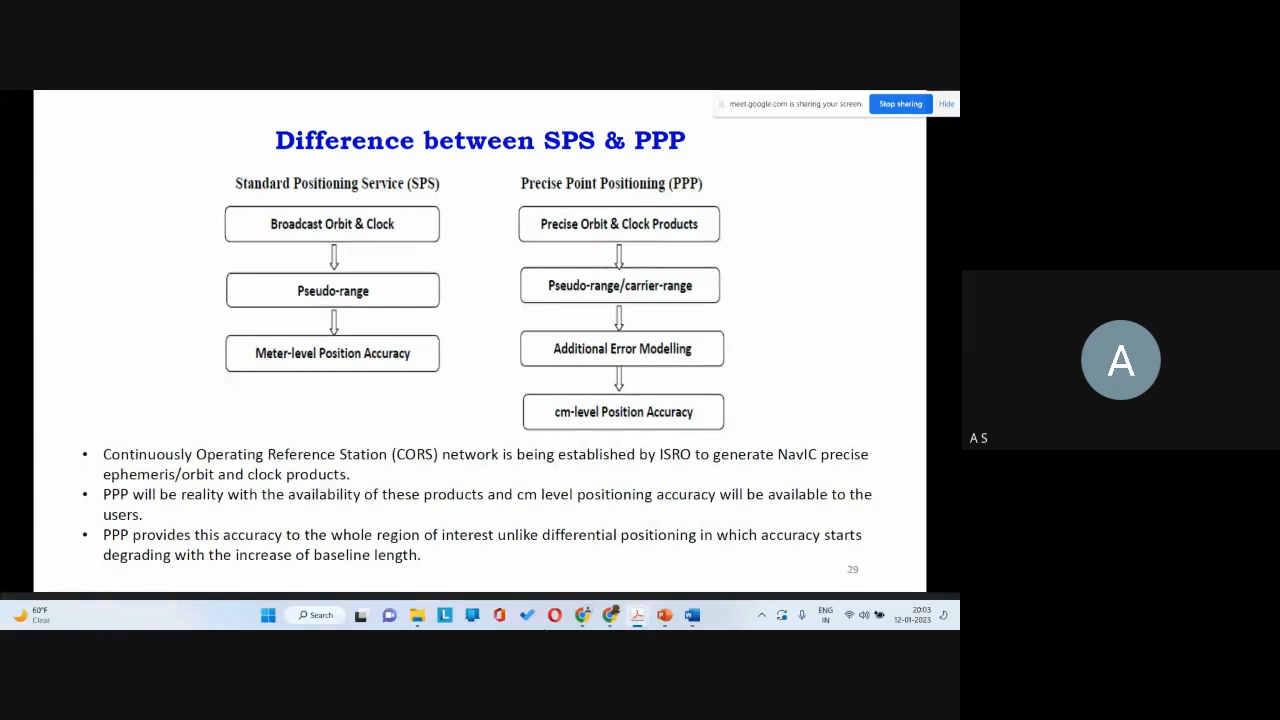 meet.google.com is sharing your screen.
Stop sharing
Hide
Difference between SPS & PPP
Standard Positioning Service (SPS)
Precise Point Positioning (PPP)
Broadcast Orbit & Clock
Precise Orbit & Clock Products
Pseudo-range
Pseudo-range/carrier-range
Meter-level Position Accuracy
Additional Error Modelling
cm-level Position Accuracy
• Continuously Operating Reference Station (CORS) network is being established by ISRO to generate NavIC precise
ephemeris/orbit and clock products.
• PPP will be reality with the availability of these products and cm level positioning accuracy will be available to the
users.
• PPP provides this accuracy to the whole region of interest unlike differential positioning in which accuracy starts
degrading with the increase of baseline length.
29
A
A S
60°F
Clear
Search
L
ENG
IN
20:03
12-01-2023